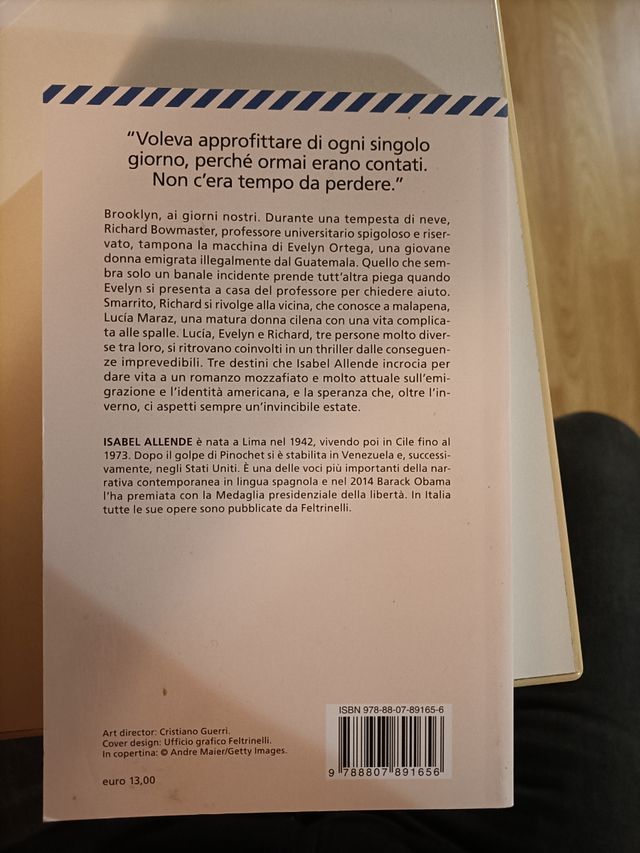 “Voleva approfittare di ogni singolo
giorno, perché ormai erano contati.
Non c’era tempo da perdere.”
Brooklyn, ai giorni nostri. Durante una tempesta di neve,
Richard Bowmaster, professore universitario spigoloso e riser-
vato, tampona la macchina di Evelyn Ortega, una giovane
donna emigrata illegalmente dal Guatemala. Quello che sem-
bra solo un banale incidente prende tutt’altra piega quando
Evelyn si presenta a casa del professore per chiedere aiuto.
Smarrito, Richard si rivolge alla vicina, che conosce a malapena,
Lucía Maraz, una matura donna cilena con una vita complica-
ta alle spalle. Lucía, Evelyn e Richard, tre persone molto diver-
se tra loro, si ritrovano coinvolti in un thriller dalle conseguen-
ze imprevedibili. Tre destini che Isabel Allende incrocia per
dare vita a un romanzo mozzafiato e molto attuale sull’emi-
grazione e l’identità americana, e la speranza che, oltre l’in-
verno, ci aspetti sempre un’invincibile estate.
ISABEL ALLENDE è nata a Lima nel 1942, vivendo poi in Cile fino al
1973. Dopo il golpe di Pinochet si è stabilita in Venezuela e, successi-
vamente, negli Stati Uniti. È una delle voci più importanti della nar-
rativa contemporanea in lingua spagnola e nel 2014 Barack Obama
l’ha premiata con la Medaglia presidenziale della libertà. In Italia
tutte le sue opere sono pubblicate da Feltrinelli.
Art director: Cristiano Guerri.
Cover design: Ufficio grafico Feltrinelli.
In copertina: © Andre Maier/Getty Images.
euro 13,00
ISBN 978-88-07-89165-6
9 788807 891656